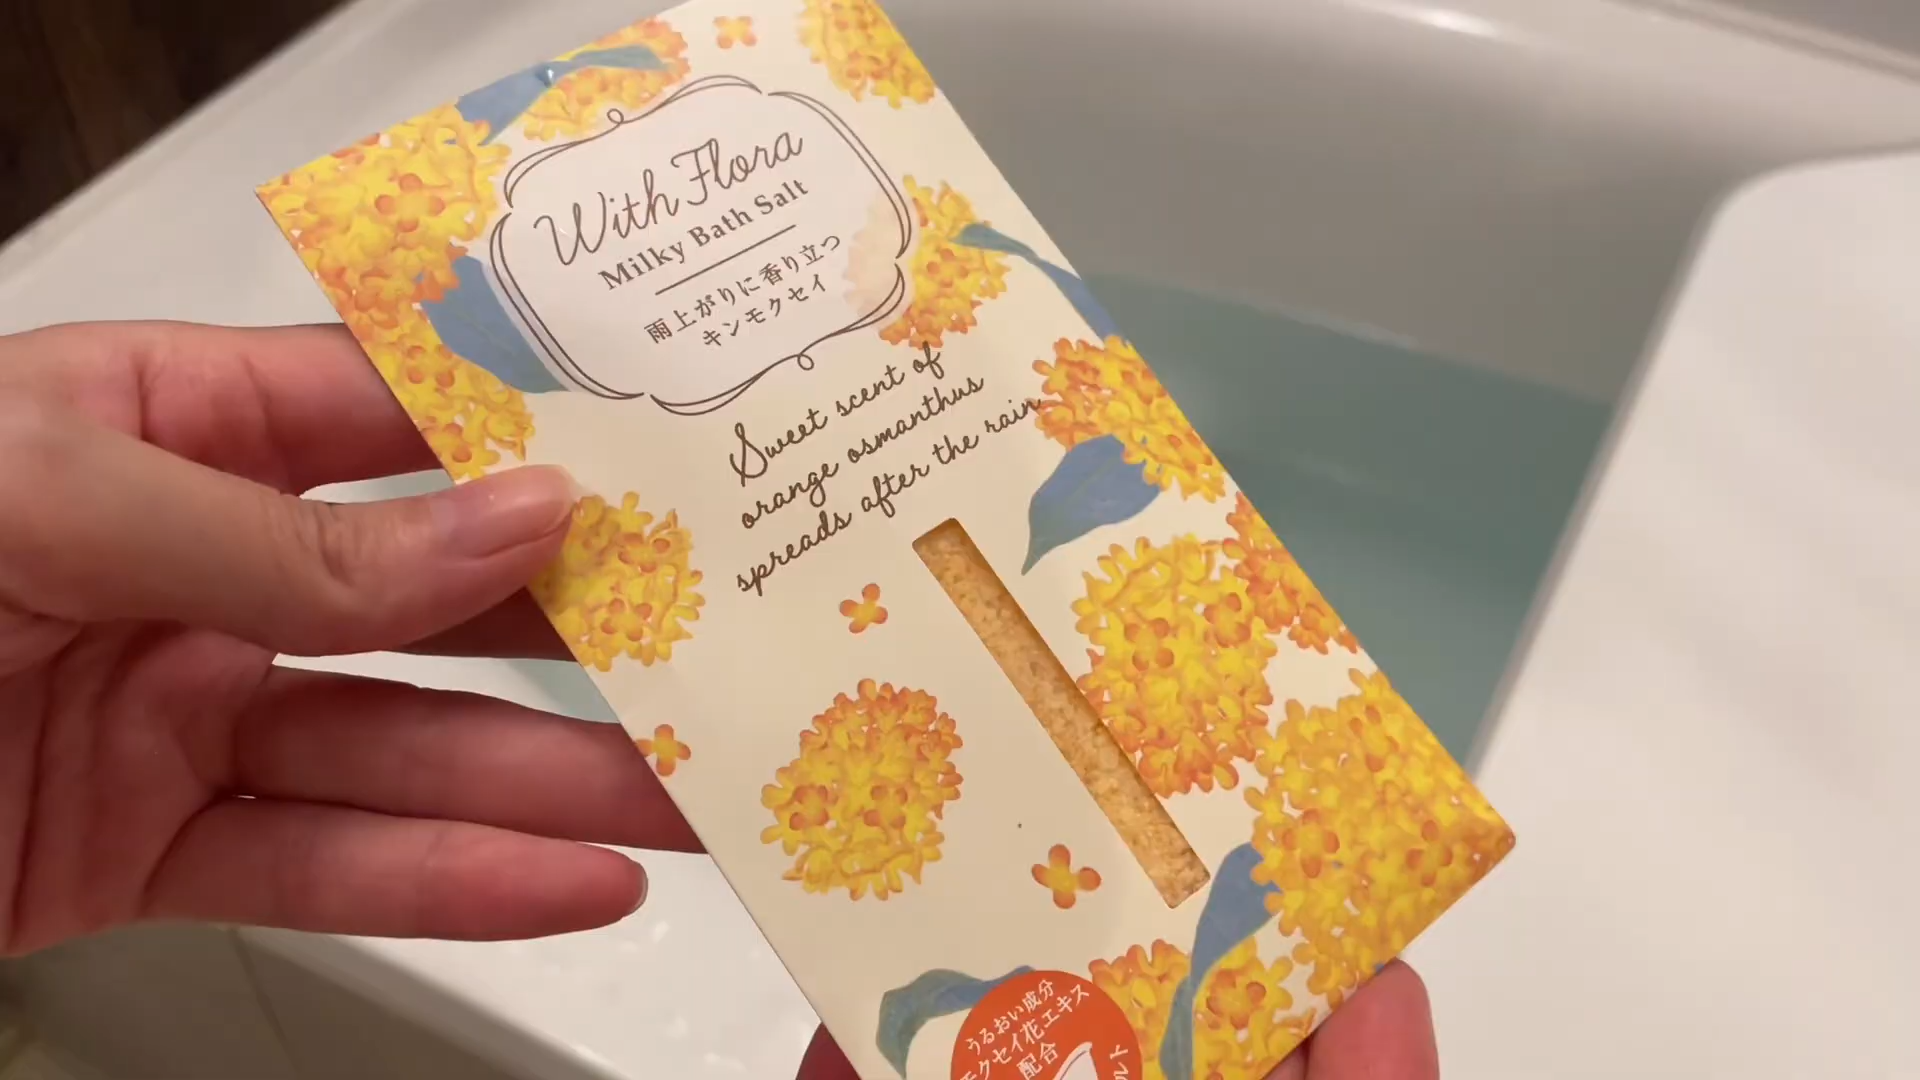 With Flora
Milky Bath Salt
雨上がりに香り立つ
キンモクセイ
Sweet scent of
orange osmanthus
spreads after the rain
うるおい成分
モクセイ花エキス
配合